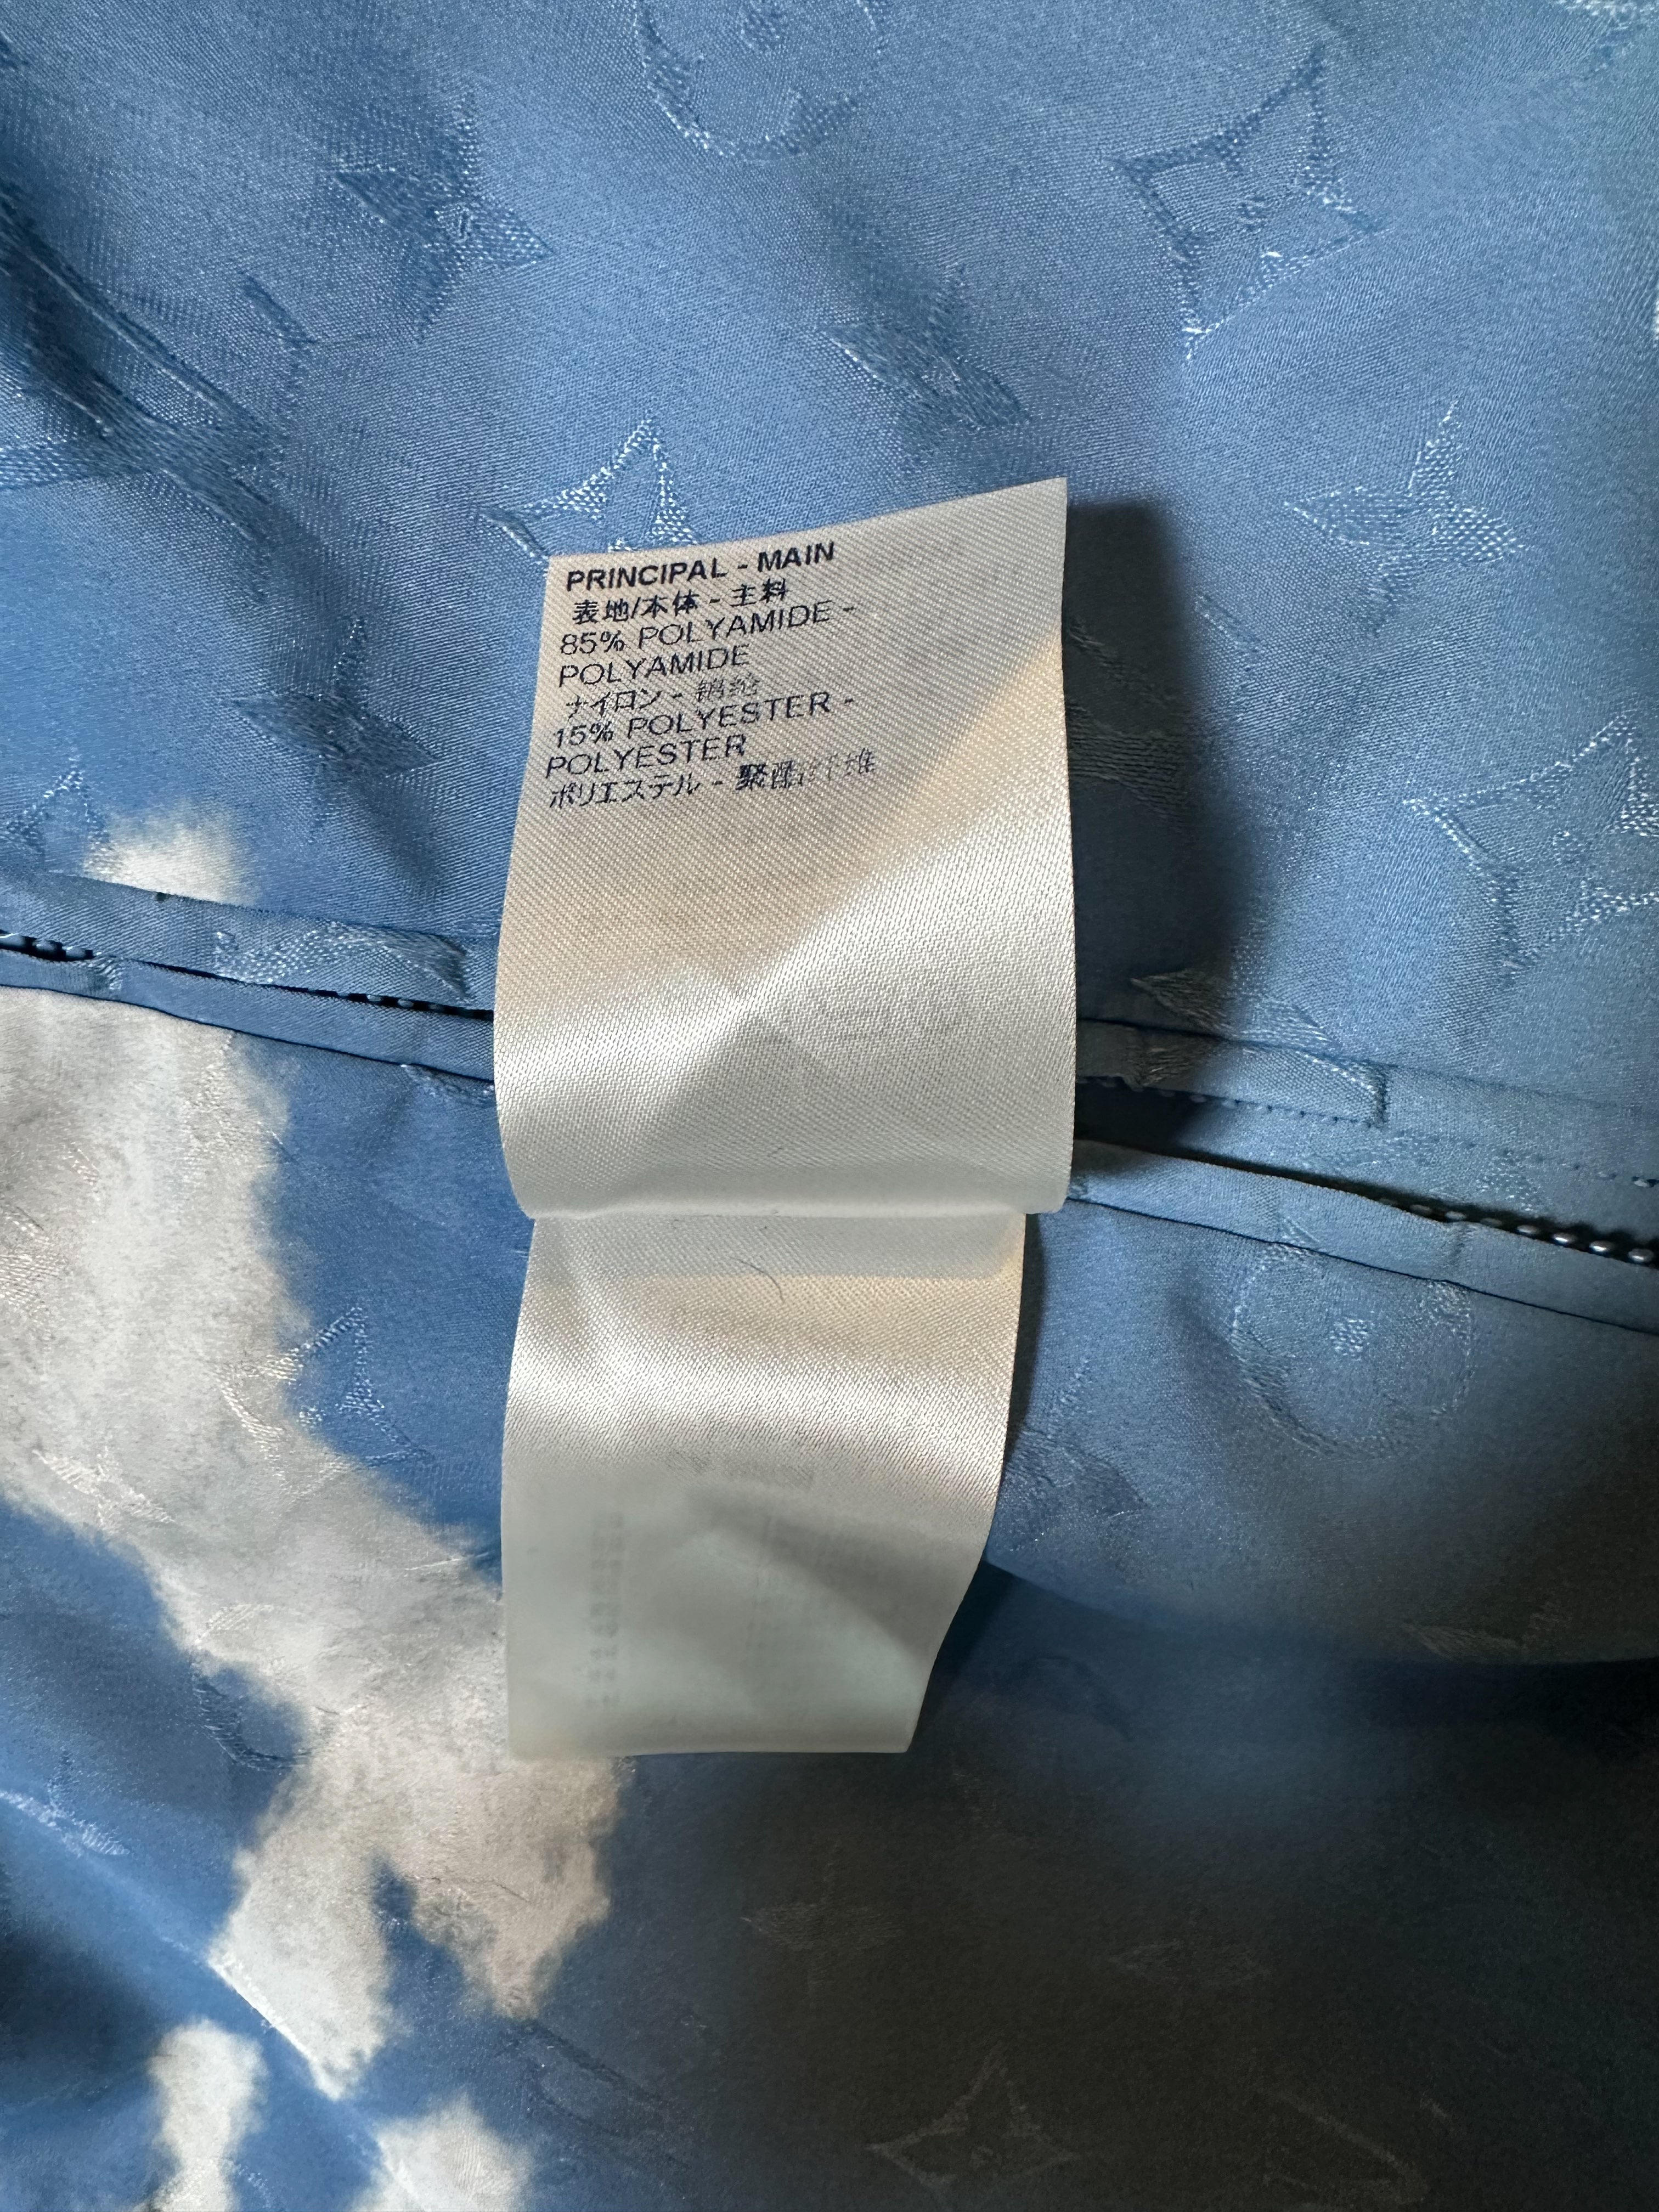 PRINCIPAL - MAIN
表地/本体 - 主料
85% POLYAMIDE -
POLYAMIDE
ナイロン - 锦纶
15% POLYESTER -
POLYESTER
ポリエステル - 聚酯纤维